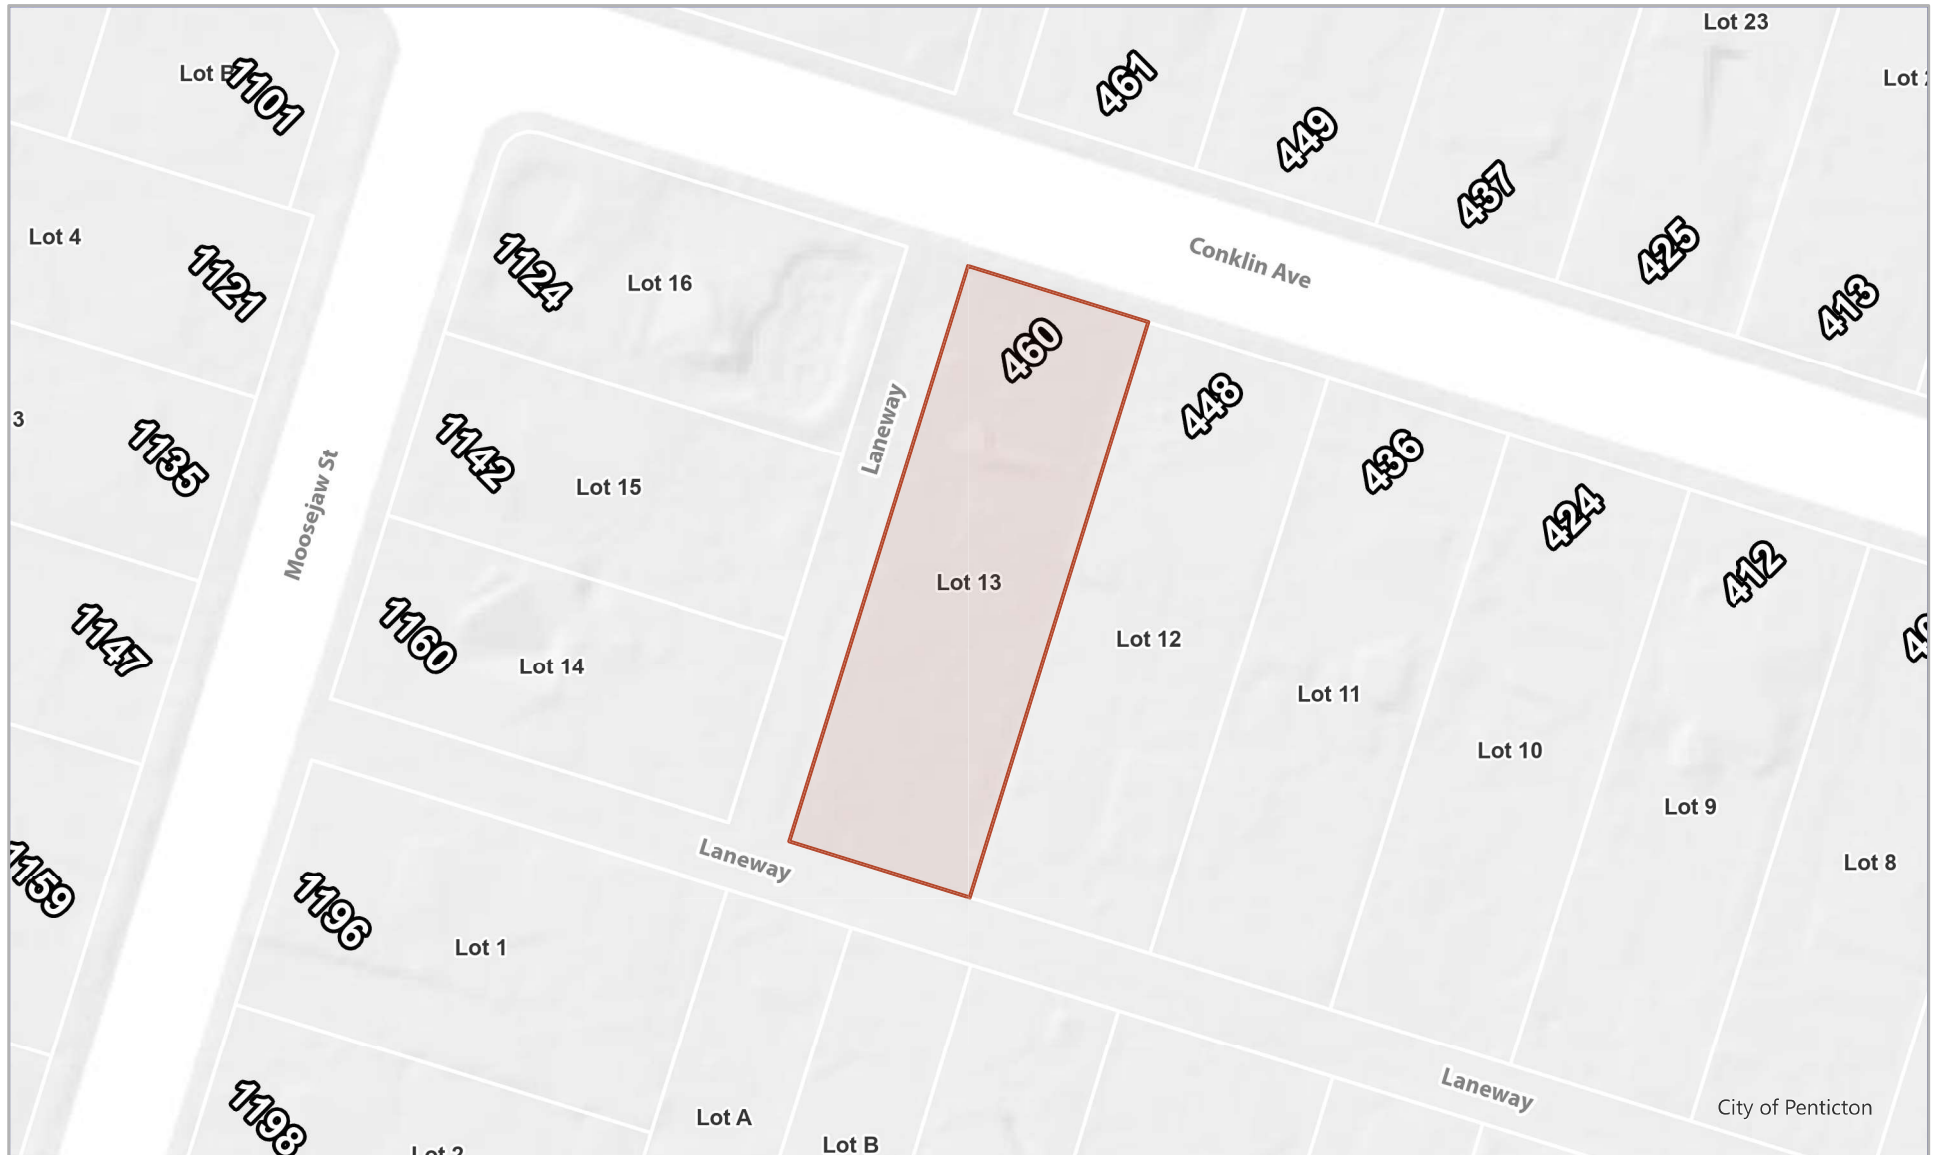 Lot 23
Lot B
1101
461
Lot
449
437
Lot 4
1121
1124
Lot 16
Conklin Ave
425
413
460
448
3
1135
Moosejaw St
1142
Lot 15
Laneway
436
424
412
Lot 13
1147
1160
Lot 14
Lot 12
Lot 11
Lot 10
Lot 9
Lot 8
1159
Laneway
1196
Lot 1
Laneway
City of Penticton
1198
Lot 2
Lot A
Lot B